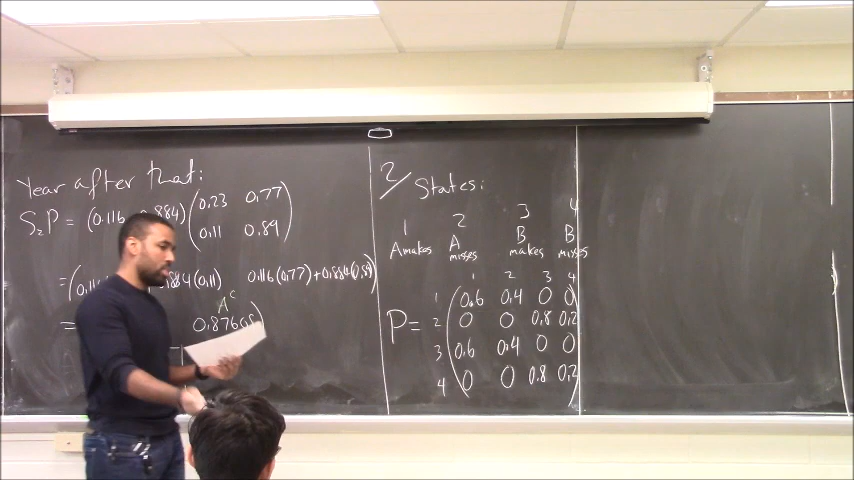 Year after that:
S₂P = (0.116 .884) (0.23 0.77
0.11 0.89)
= (0.11 .884(0.11) 0.116(0.77)+0.884(0.89))
Aᶜ
= 0.8760
2/ States:
1 2 3 4
A makes A misses B makes B misses
1 2 3 4
1 (0.6 0.4 0 0)
P = 2 0 0 0.8 0.2
3 0.6 0.4 0 0
4 0 0 0.8 0.2